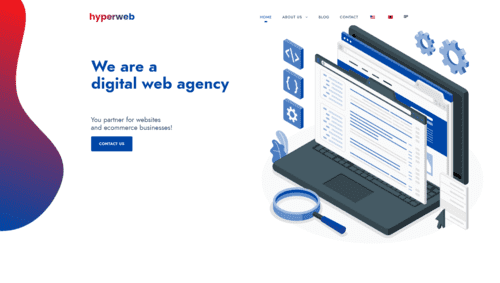 hyperweb
HOME ABOUT US BLOG CONTACT
We are a
digital web agency
You partner for websites
and ecommerce businesses!
CONTACT US